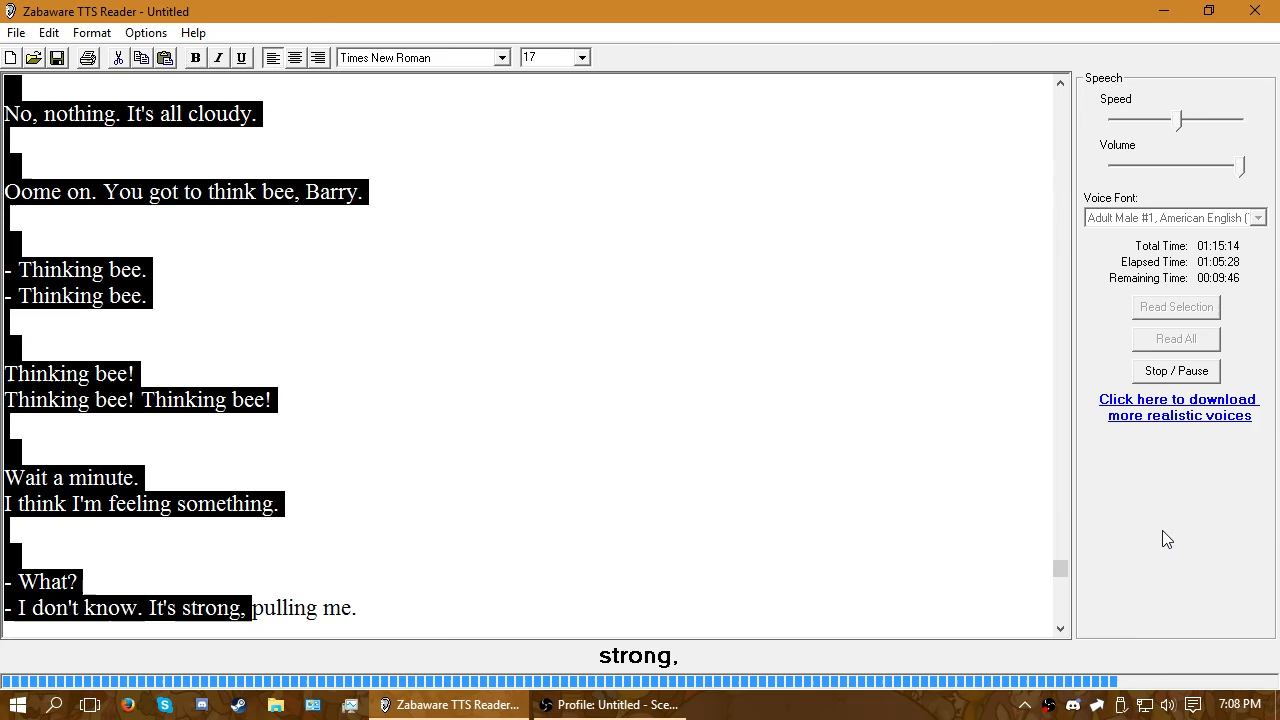 Zabaware TTS Reader - Untitled
File Edit Format Options Help
B I U Times New Roman 17
No, nothing. It's all cloudy.
Oome on. You got to think bee, Barry.
- Thinking bee.
- Thinking bee.
Thinking bee!
Thinking bee! Thinking bee!
Wait a minute.
I think I'm feeling something.
- What?
- I don't know. It's strong, pulling me.
Speech
Speed
Volume
Voice Font:
Adult Male #1, American English (
Total Time: 01:15:14
Elapsed Time: 01:05:28
Remaining Time: 00:09:46
Read Selection
Read All
Stop / Pause
Click here to download
more realistic voices
strong,
Zabaware TTS Reader... Profile: Untitled - Sce... 7:08 PM